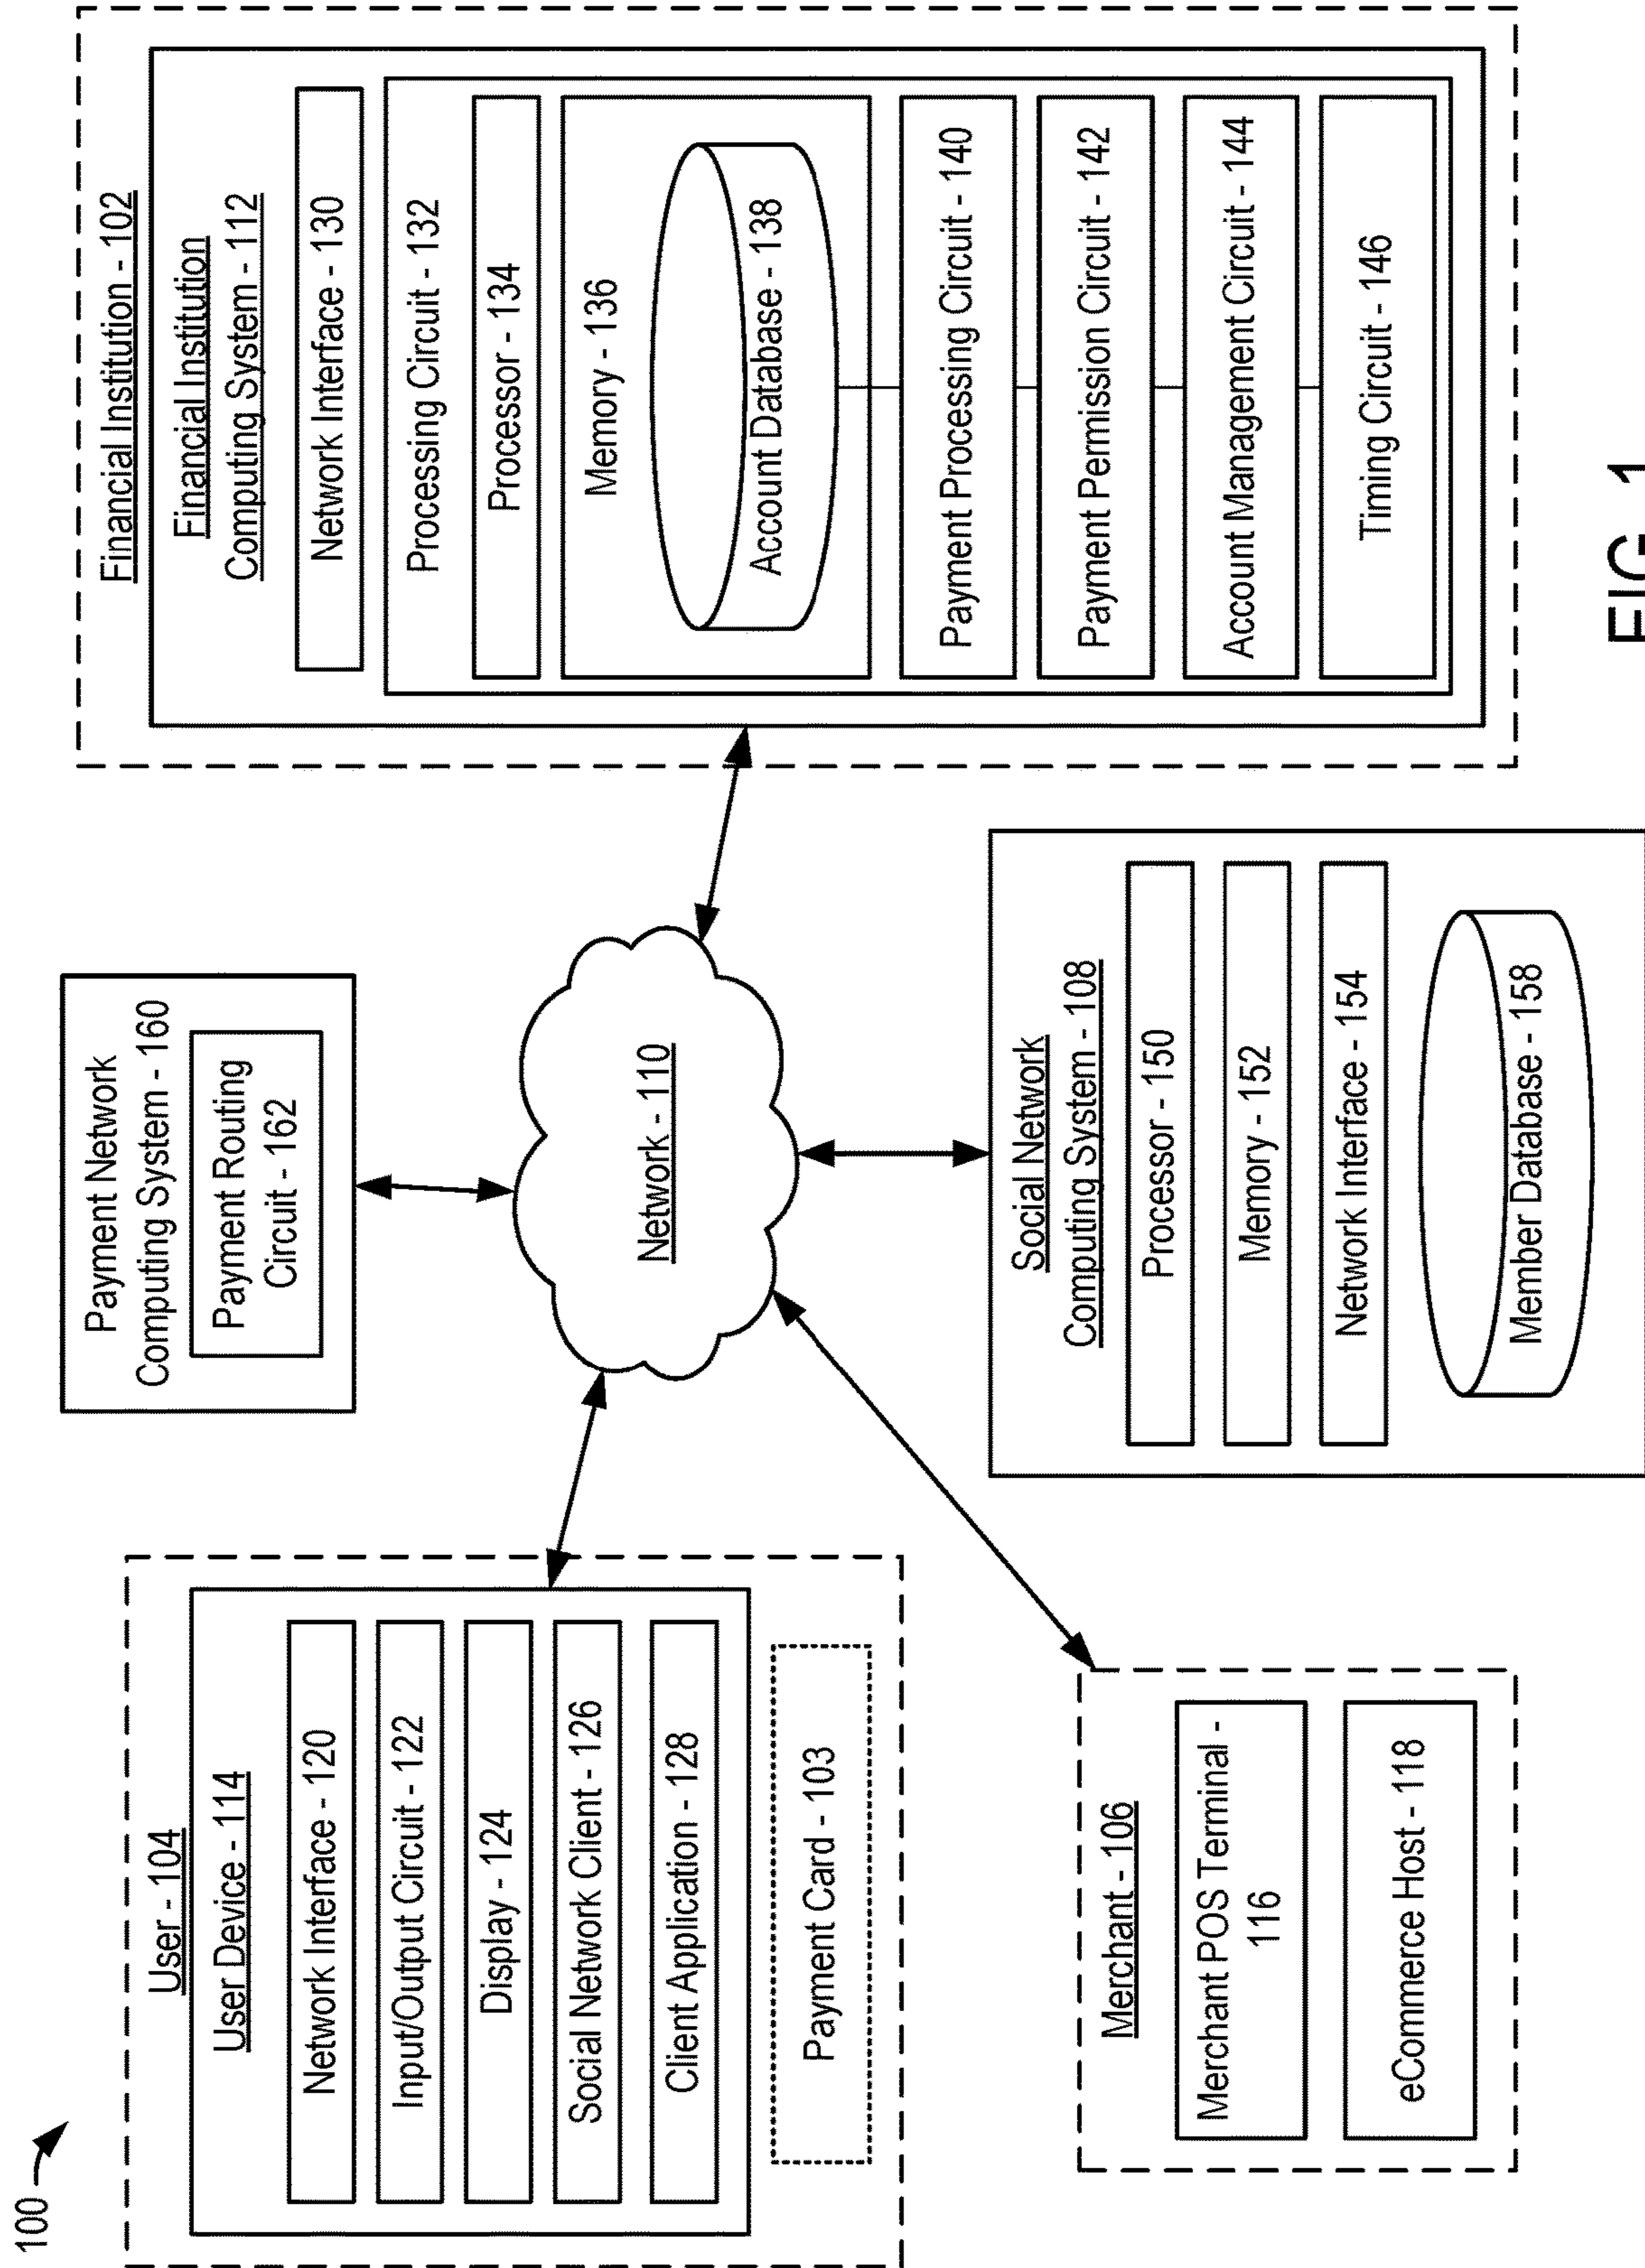 100
User - 104
User Device - 114
Network Interface - 120
Input/Output Circuit - 122
Display - 124
Social Network Client - 126
Client Application - 128
Payment Card - 103
Merchant - 106
Merchant POS Terminal -
116
eCommerce Host - 118
Payment Network
Computing System - 160
Payment Routing
Circuit - 162
Network - 110
Social Network
Computing System - 108
Processor - 150
Memory - 152
Network Interface - 154
Member Database - 158
Financial Institution - 102
Financial Institution
Computing System - 112
Network Interface - 130
Processing Circuit - 132
Processor - 134
Memory - 136
Account Database - 138
Payment Processing Circuit - 140
Payment Permission Circuit - 142
Account Management Circuit - 144
Timing Circuit - 146
FIG. 1